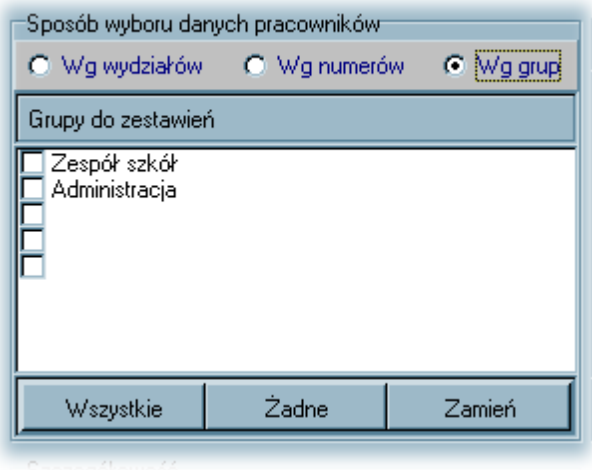 Sposób wyboru danych pracowników
Wg wydziałów Wg numerów Wg grup
Grupy do zestawień
Zespół szkół
Administracja
Wszystkie Żadne Zamień